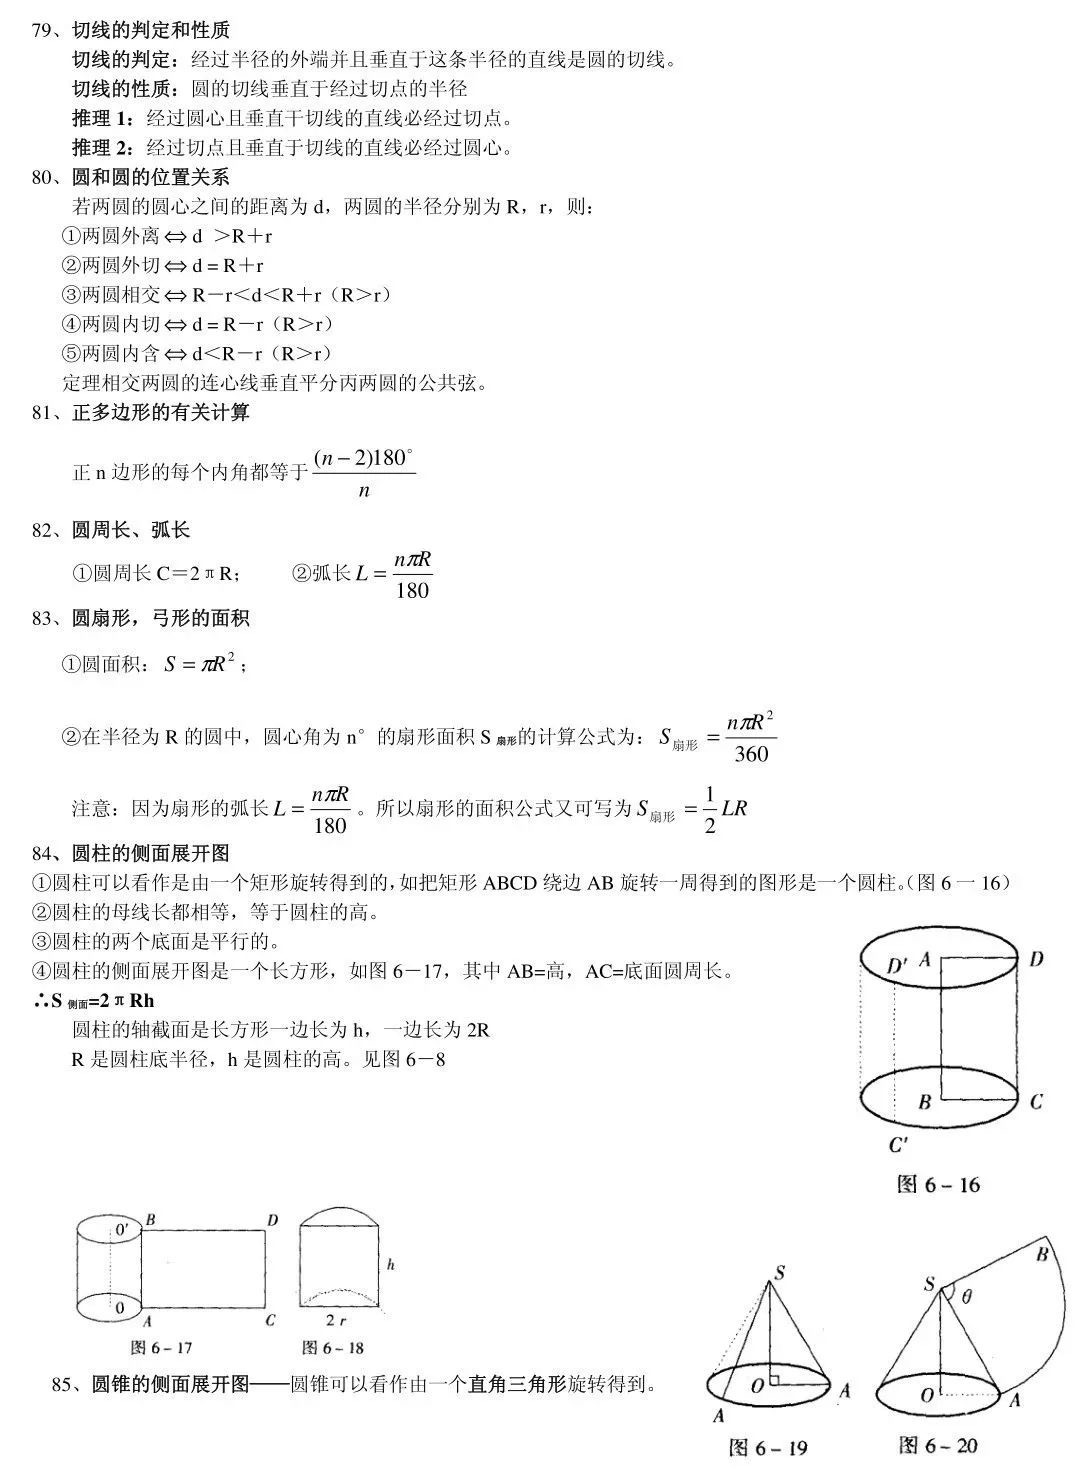 79、切线的判定和性质
切线的判定：经过半径的外端并且垂直于这条半径的直线是圆的切线。
切线的性质：圆的切线垂直于经过切点的半径
推理 1：经过圆心且垂直干切线的直线必经过切点。
推理 2：经过切点且垂直于切线的直线必经过圆心。
80、圆和圆的位置关系
若两圆的圆心之间的距离为 d，两圆的半径分别为 R，r，则：
①两圆外离⇔d ＞R＋r
②两圆外切⇔d = R＋r
③两圆相交⇔R－r＜d＜R＋r（R＞r）
④两圆内切⇔d = R－r（R＞r）
⑤两圆内含⇔d＜R－r（R＞r）
定理相交两圆的连心线垂直平分丙两圆的公共弦。
81、正多边形的有关计算
正 n 边形的每个内角都等于 (n－2)180° / n
82、圆周长、弧长
①圆周长 C＝2πR； ②弧长 L = nπR / 180
83、圆扇形，弓形的面积
①圆面积：S = πR²；
②在半径为 R 的圆中，圆心角为 n°的扇形面积 S 扇形的计算公式为：S扇形 = nπR² / 360
注意：因为扇形的弧长 L = nπR / 180。所以扇形的面积公式又可写为 S扇形 = 1/2 LR
84、圆柱的侧面展开图
①圆柱可以看作是由一个矩形旋转得到的，如把矩形 ABCD 绕边 AB 旋转一周得到的图形是一个圆柱。（图 6 一 16）
②圆柱的母线长都相等，等于圆柱的高。
③圆柱的两个底面是平行的。
④圆柱的侧面展开图是一个长方形，如图 6－17，其中 AB=高，AC=底面圆周长。
∴S 侧面=2πRh
圆柱的轴截面是长方形一边长为 h，一边长为 2R
R 是圆柱底半径，h 是圆柱的高。见图 6－8
D' A D
B C
C'
图 6－16
O' B D
O A C
图 6－17
h
2 r
图 6－18
85、圆锥的侧面展开图——圆锥可以看作由一个直角三角形旋转得到。
S
O A
A
图 6－19
B
S θ
O A
图 6－20